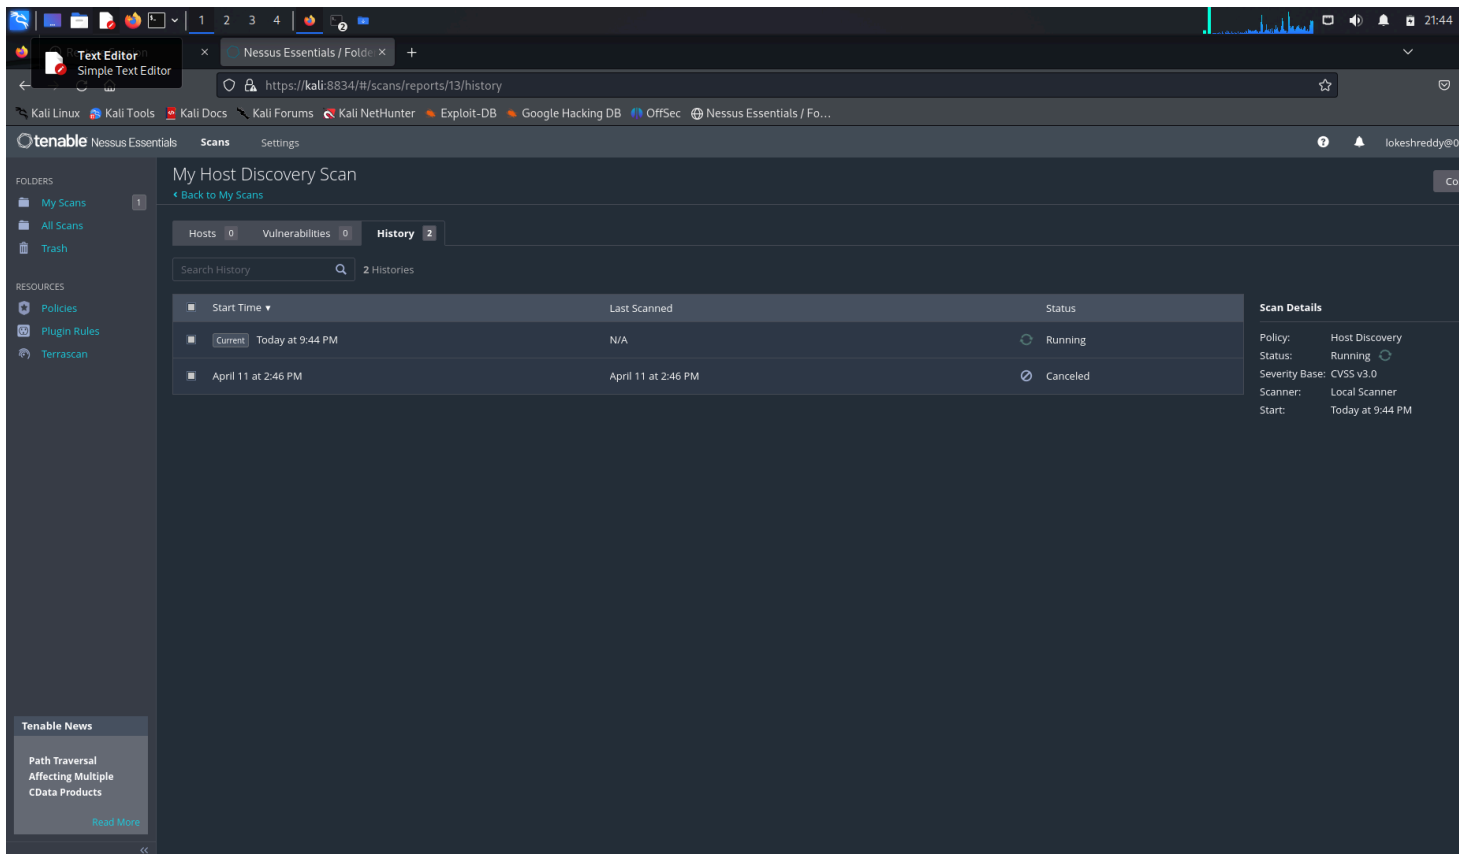 1 2 3 4 2 21:44
Text Editor
Simple Text Editor
Nessus Essentials / Folde
https://kali:8834/#/scans/reports/13/history
Kali Linux Kali Tools Kali Docs Kali Forums Kali NetHunter Exploit-DB Google Hacking DB OffSec Nessus Essentials / Fo...
tenable Nessus Essentials Scans Settings lokeshreddy@0
FOLDERS
My Scans 1
All Scans
Trash
RESOURCES
Policies
Plugin Rules
Terrascan
My Host Discovery Scan
Back to My Scans
Co
Hosts 0 Vulnerabilities 0 History 2
Search History 2 Histories
Start Time Last Scanned Status
Current Today at 9:44 PM N/A Running
April 11 at 2:46 PM April 11 at 2:46 PM Canceled
Scan Details
Policy: Host Discovery
Status: Running
Severity Base: CVSS v3.0
Scanner: Local Scanner
Start: Today at 9:44 PM
Tenable News
Path Traversal
Affecting Multiple
CData Products
Read More